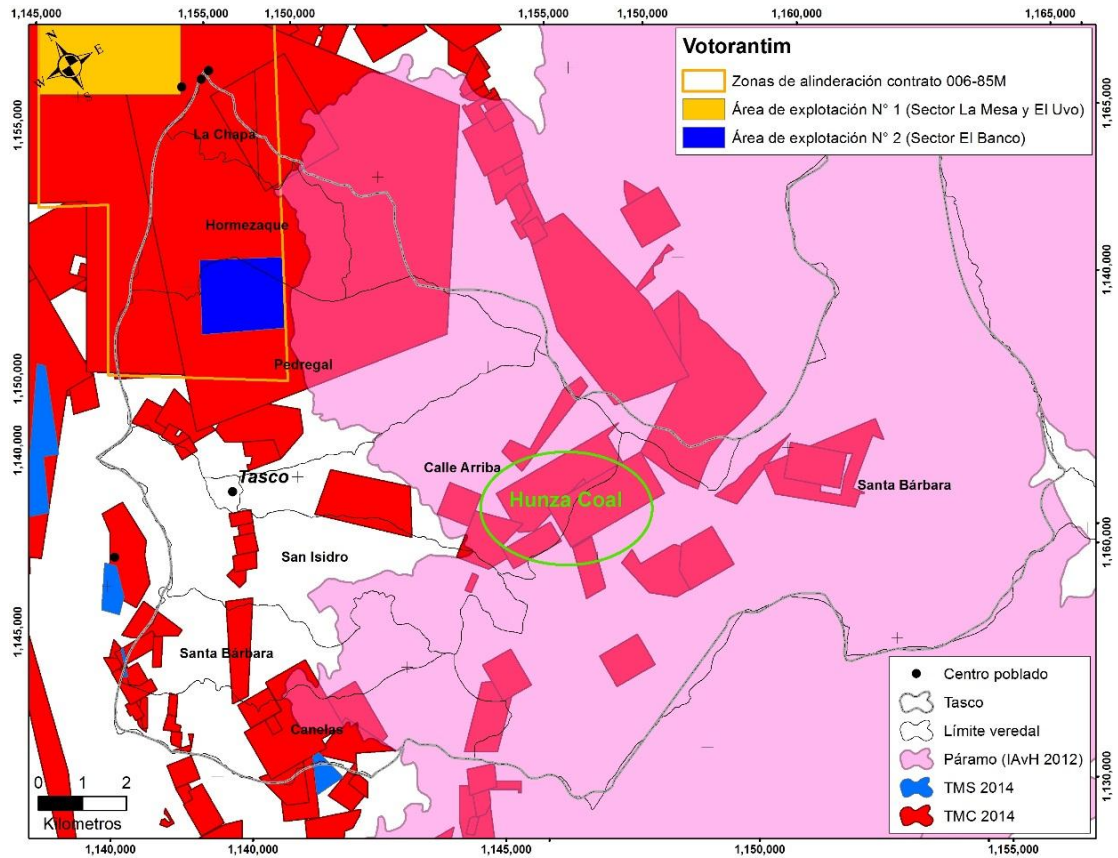 1,145,000
1,155,000
1,150,000
1,155,000
1,150,000
1,160,000
1,165,000
N
E
W
S
Votorantim
Zonas de alinderación contrato 006-85M
Área de explotación N° 1 (Sector La Mesa y El Uvo)
Área de explotación N° 2 (Sector El Banco)
1,155,000
1,165,000
La Chapa
Hormezaque
1,140,000
Pedregal
1,150,000
1,140,000
Tasco
Calle Arriba
Hunza Coal
Santa Bárbara
San Isidro
1,160,000
1,145,000
Santa Bárbara
Canelas
Centro poblado
Tasco
Límite veredal
Páramo (IAvH 2012)
TMS 2014
TMC 2014
1,130,000
0 1 2
Kilometros
1,140,000
1,140,000
1,145,000
1,150,000
1,155,000